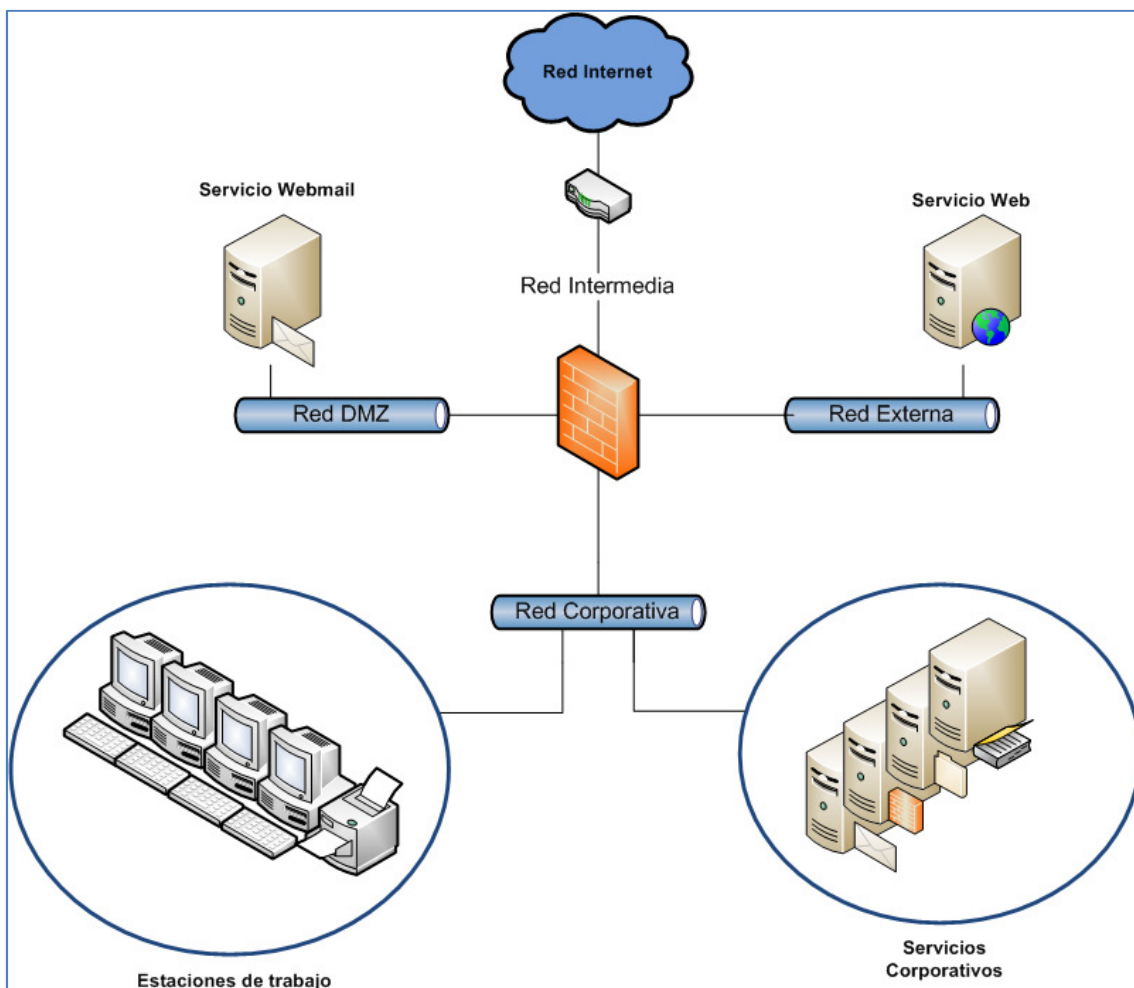 Red Internet
Servicio Webmail
Servicio Web
Red Intermedia
Red DMZ
Red Externa
Red Corporativa
Estaciones de trabajo
Servicios
Corporativos